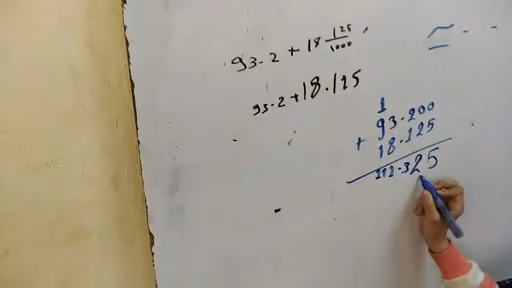 93.2 + 18 125/1000
93.2 + 18.125
1
93.200
+ 18.125
111.325